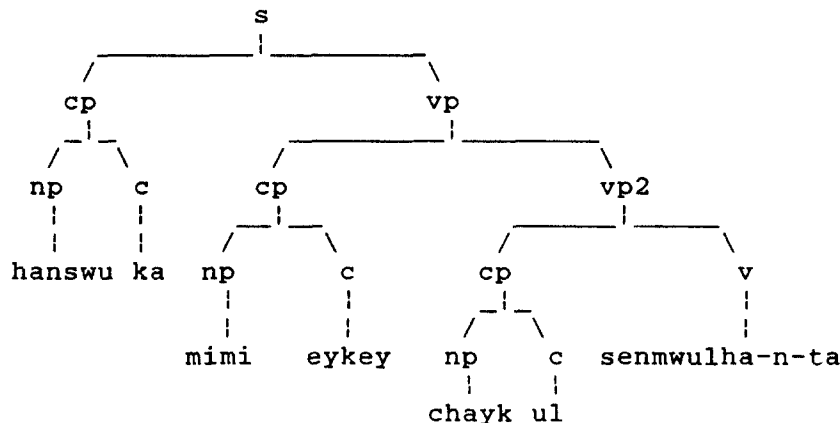 s
cp vp
np c cp vp2
hanswu ka np c cp v
mimi eykey np c senmwulha-n-ta
chayk ul